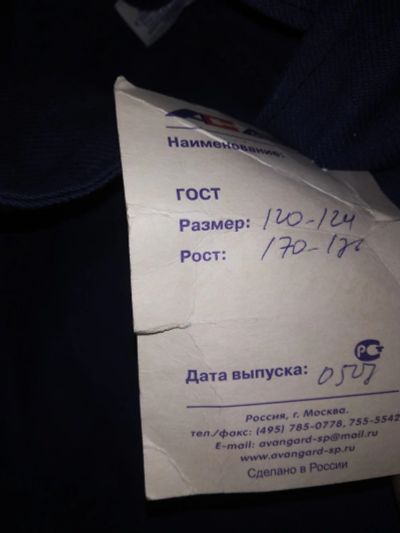 Наименование:
ГОСТ
Размер: 120-124
Рост: 170-176
Дата выпуска:
Россия, г. Москва.
тел./факс: (495) 785-0778, 755-5542
E-mail: avangard-sp@mail.ru
www.avangard-sp.ru
Сделано в России